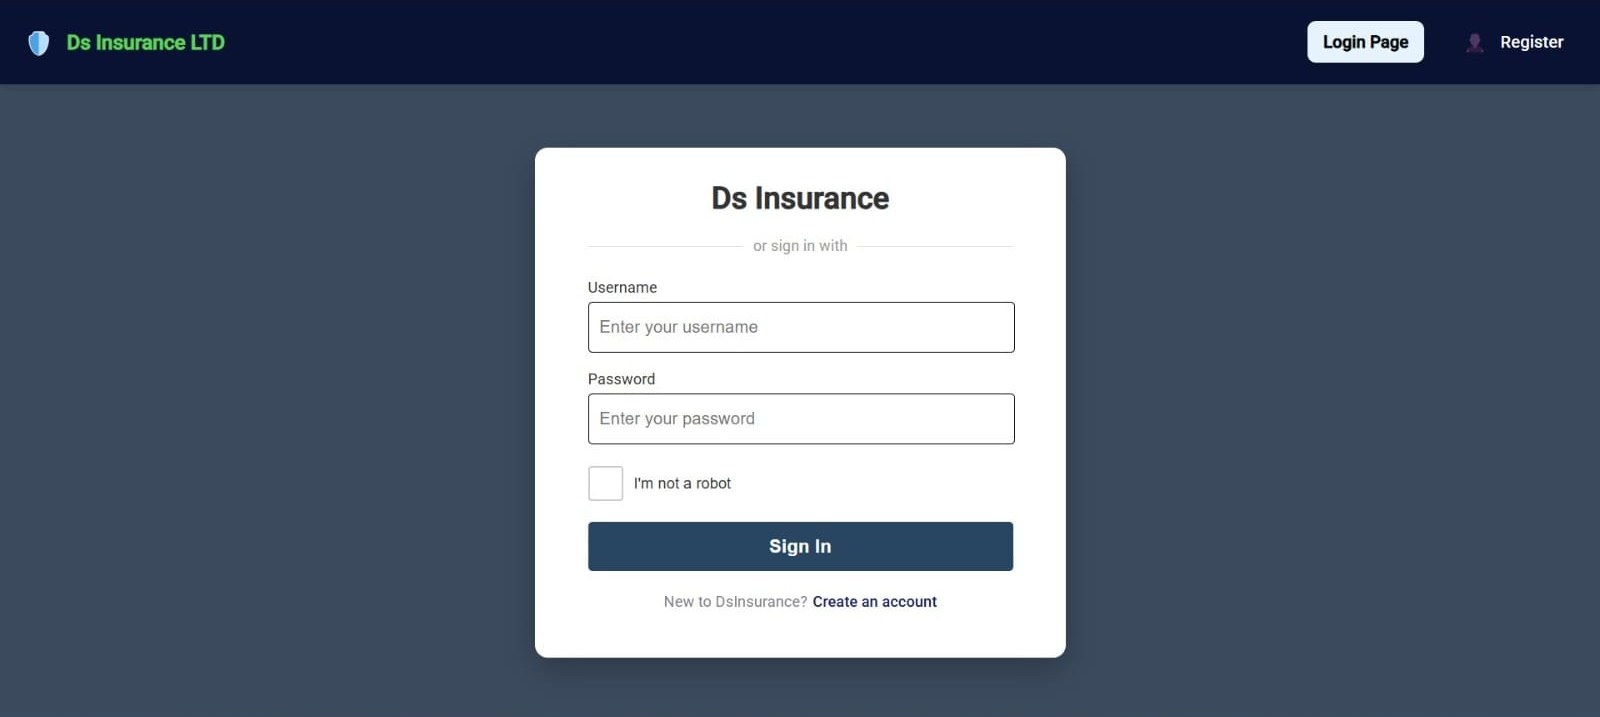 Ds Insurance LTD
Login Page
Register
Ds Insurance
or sign in with
Username
Enter your username
Password
Enter your password
I'm not a robot
Sign In
New to DsInsurance? Create an account